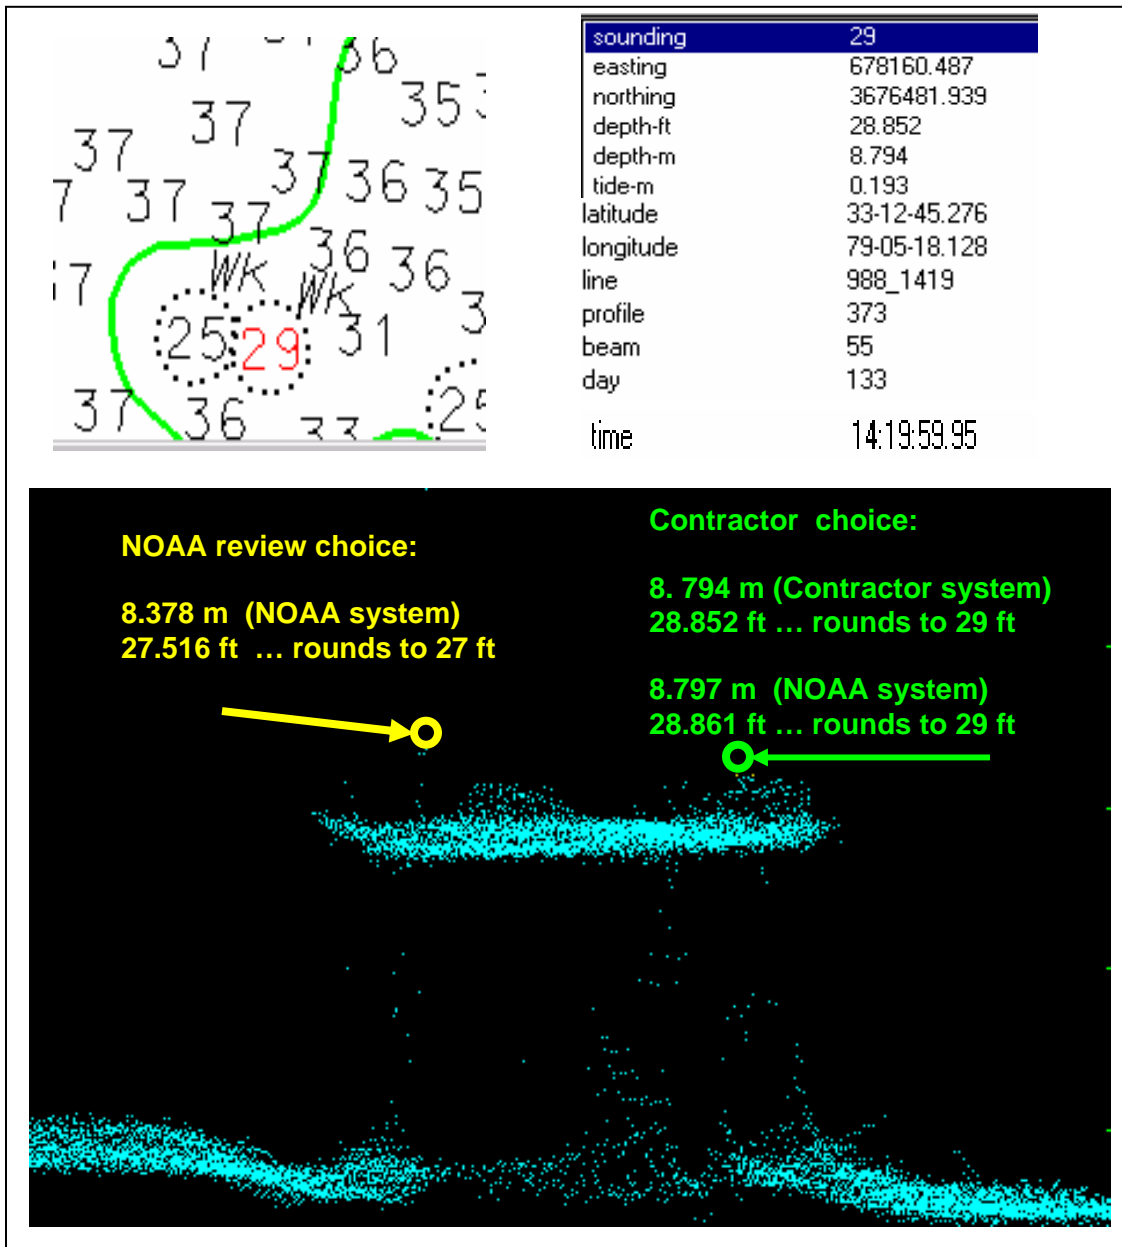 37 36
37 35
37 37 36 35
37 37
37 36 36
Wk Wk
25 29 31
37 36 25
sounding 29
easting 678160.487
northing 3676481.939
depth-ft 28.852
depth-m 8.794
tide-m 0.193
latitude 33-12-45.276
longitude 79-05-18.128
line 988_1419
profile 373
beam 55
day 133
time 14:19:59.95
NOAA review choice:
8.378 m (NOAA system)
27.516 ft … rounds to 27 ft
Contractor choice:
8. 794 m (Contractor system)
28.852 ft … rounds to 29 ft
8.797 m (NOAA system)
28.861 ft … rounds to 29 ft